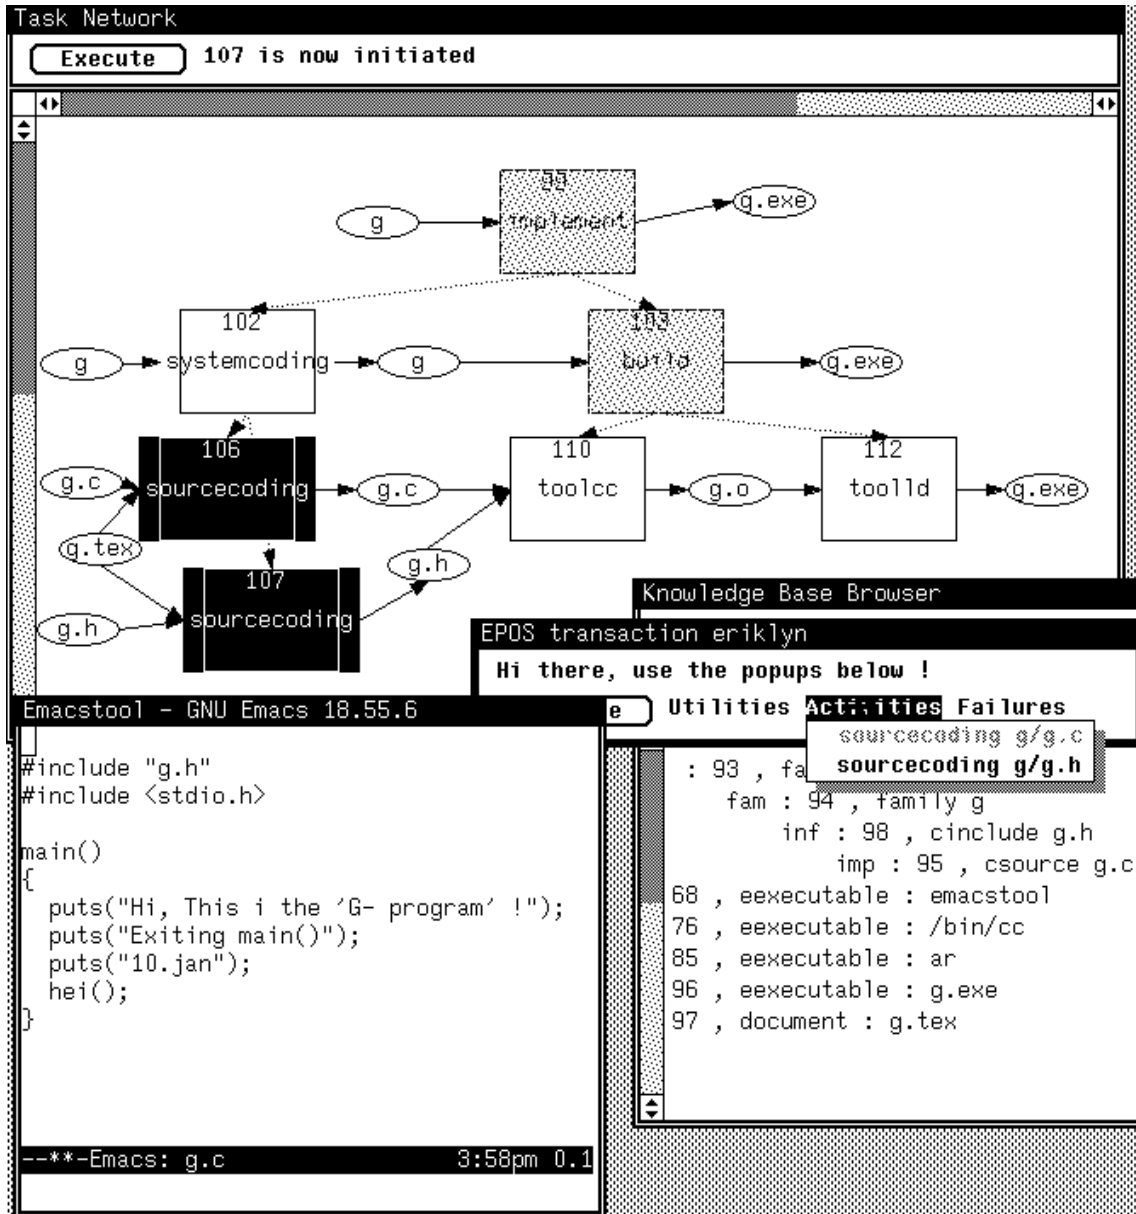 Task Network
Execute 107 is now initiated
99
implement
g
g.exe
102
systemcoding
g
g
103
build
g.exe
106
sourcecoding
g.c
g.c
110
toolcc
g.o
112
toolld
g.exe
g.tex
g.h
107
sourcecoding
g.h
Knowledge Base Browser
EPOS transaction eriklyn
Hi there, use the popups below !
e Utilities Activities Failures
sourcecoding g/g.c
sourcecoding g/g.h
: 93 , fa
fam : 94 , family g
inf : 98 , cinclude g.h
imp : 95 , csource g.c
68 , eexecutable : emacstool
76 , eexecutable : /bin/cc
85 , eexecutable : ar
96 , eexecutable : g.exe
97 , document : g.tex
Emacstool - GNU Emacs 18.55.6
#include "g.h"
#include <stdio.h>
main()
{
puts("Hi, This i the ′G- program′ !");
puts("Exiting main()");
puts("10.jan");
hei();
}
--**-Emacs: g.c 3:58pm 0.1